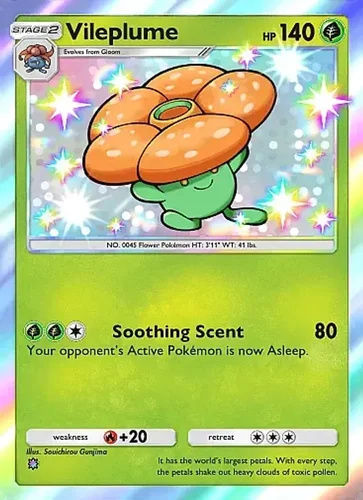 STAGE 2 Vileplume HP 140
Evolves from Gloom
NO. 0045 Flower Pokémon HT: 3'11" WT: 41 lbs.
Soothing Scent 80
Your opponent's Active Pokémon is now Asleep.
weakness +20 retreat
Illus. Souichirou Gunjima
It has the world's largest petals. With every step,
the petals shake out heavy clouds of toxic pollen.